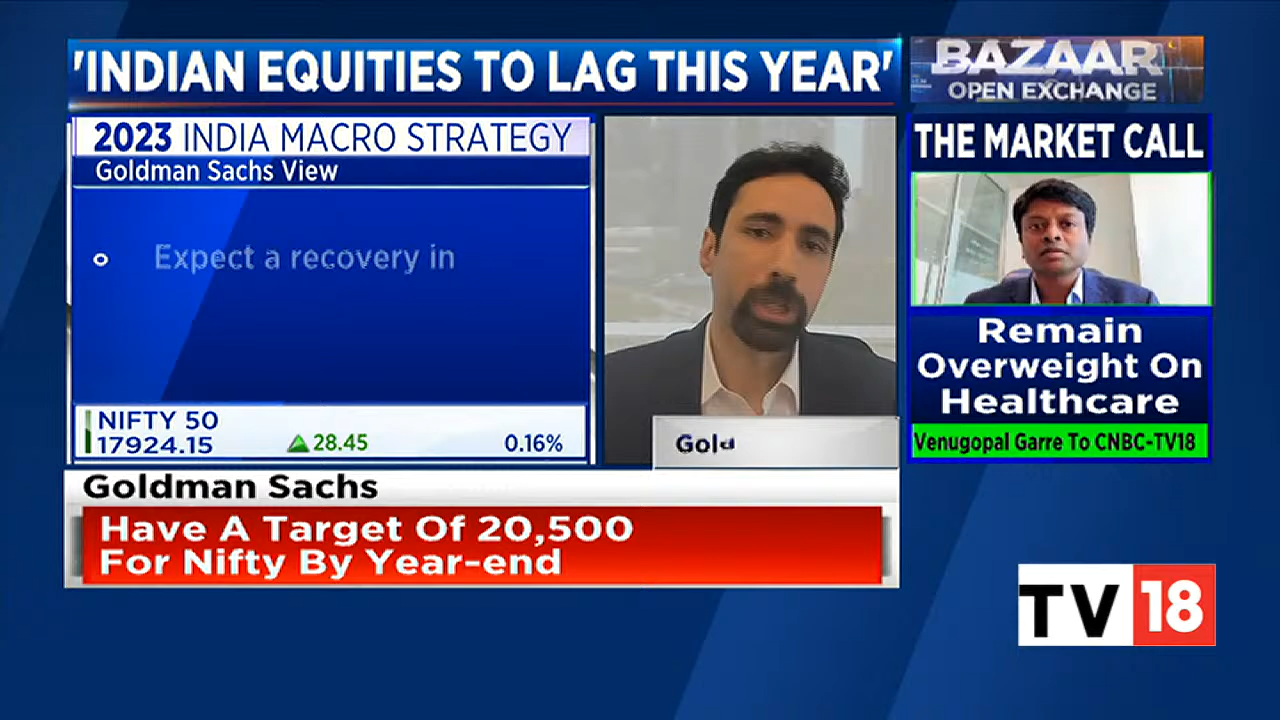 'INDIAN EQUITIES TO LAG THIS YEAR'
BAZAAR
OPEN EXCHANGE
2023 INDIA MACRO STRATEGY
Goldman Sachs View
Expect a recovery in
NIFTY 50
17924.15 28.45 0.16%
Gold
Goldman Sachs
Have A Target Of 20,500
For Nifty By Year-end
THE MARKET CALL
Remain
Overweight On
Healthcare
Venugopal Garre To CNBC-TV18
TV18